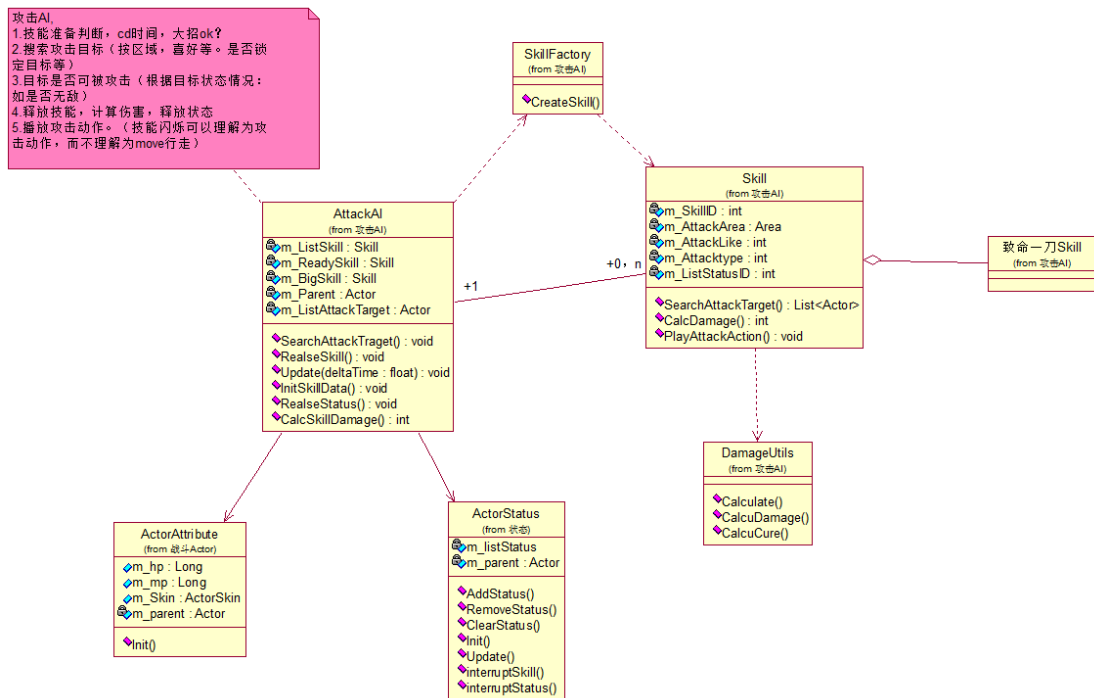 攻击AI,
1.技能准备判断，cd时间，大招ok？
2.搜索攻击目标（按区域，喜好等。是否锁
定目标等）
3.目标是否可被攻击（根据目标状态情况：
如是否无敌）
4.释放技能，计算伤害，释放状态
5.播放攻击动作。（技能闪烁可以理解为攻
击动作，而不理解为move行走）
SkillFactory
(from 攻击AI)
CreateSkill()
Skill
(from 攻击AI)
m_SkillID : int
m_AttackArea : Area
m_AttackLike : int
m_Attacktype : int
m_ListStatusID : int
SearchAttackTarget() : List<Actor>
CalcDamage() : int
PlayAttackAction() : void
致命一刀Skill
(from 攻击AI)
AttackAI
(from 攻击AI)
m_ListSkill : Skill
m_ReadySkill : Skill
m_BigSkill : Skill
m_Parent : Actor
m_ListAttackTarget : Actor
SearchAttackTraget() : void
RealseSkill() : void
Update(deltaTime : float) : void
InitSkillData() : void
RealseStatus() : void
CalcSkillDamage() : int
+1
+0，n
DamageUtils
(from 攻击AI)
Calculate()
CalcuDamage()
CalcuCure()
ActorAttribute
(from 战斗Actor)
m_hp : Long
m_mp : Long
m_Skin : ActorSkin
m_parent : Actor
Init()
ActorStatus
(from 状态)
m_listStatus
m_parent : Actor
AddStatus()
RemoveStatus()
ClearStatus()
Init()
Update()
interruptSkill()
interruptStatus()